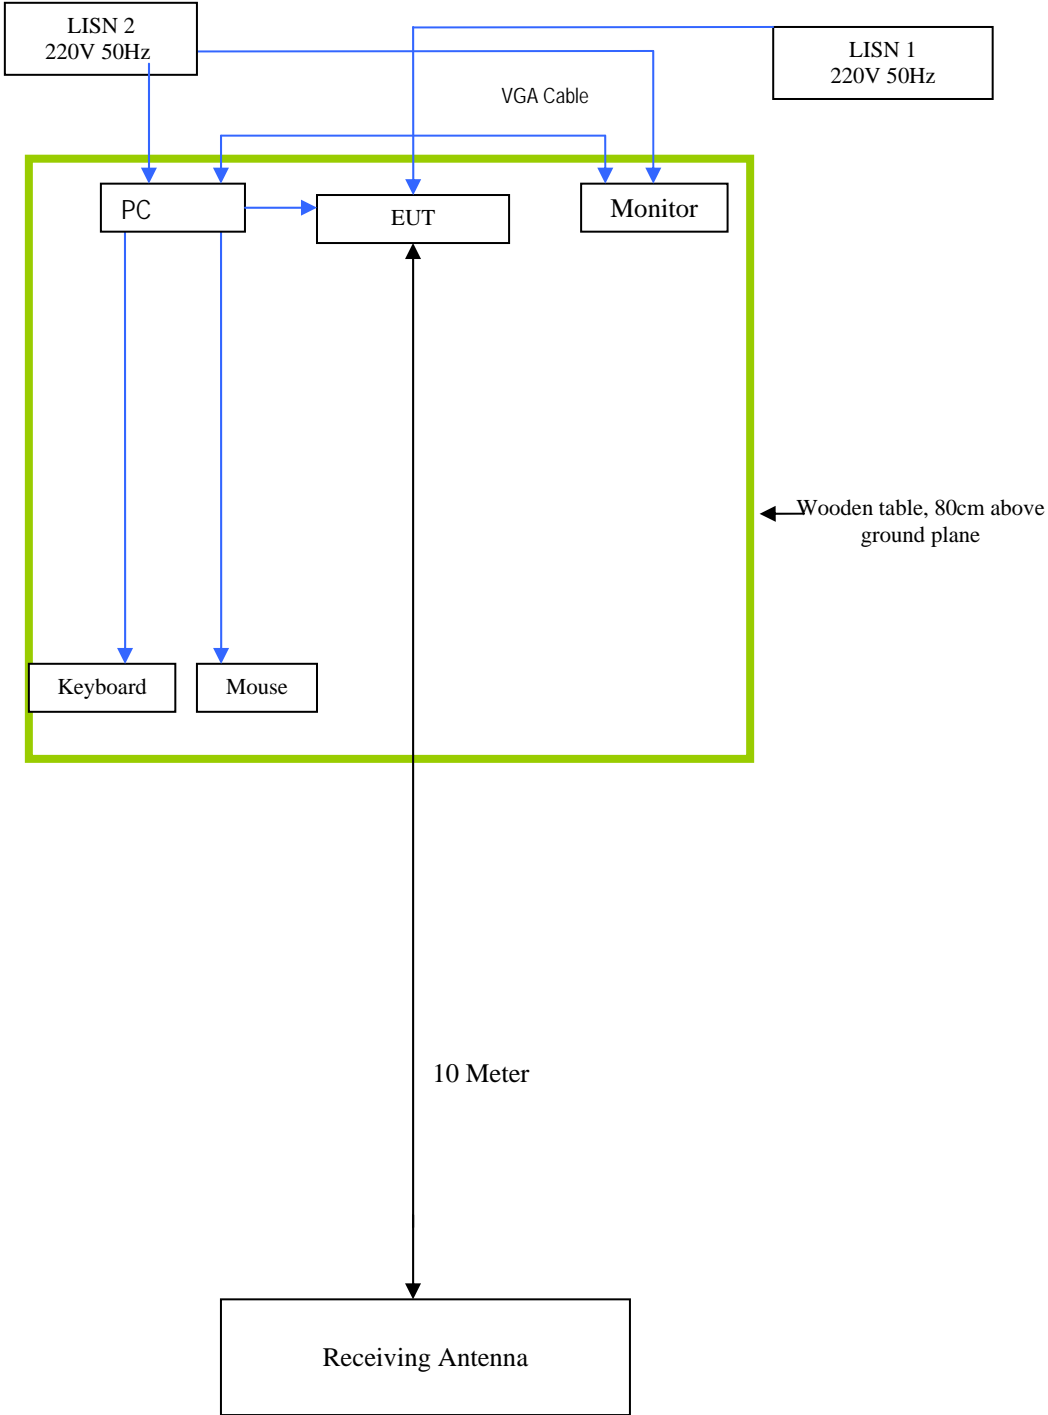 LISN 2
220V 50Hz
LISN 1
220V 50Hz
VGA Cable
PC
EUT
Monitor
Wooden table, 80cm above
ground plane
Keyboard
Mouse
10 Meter
Receiving Antenna